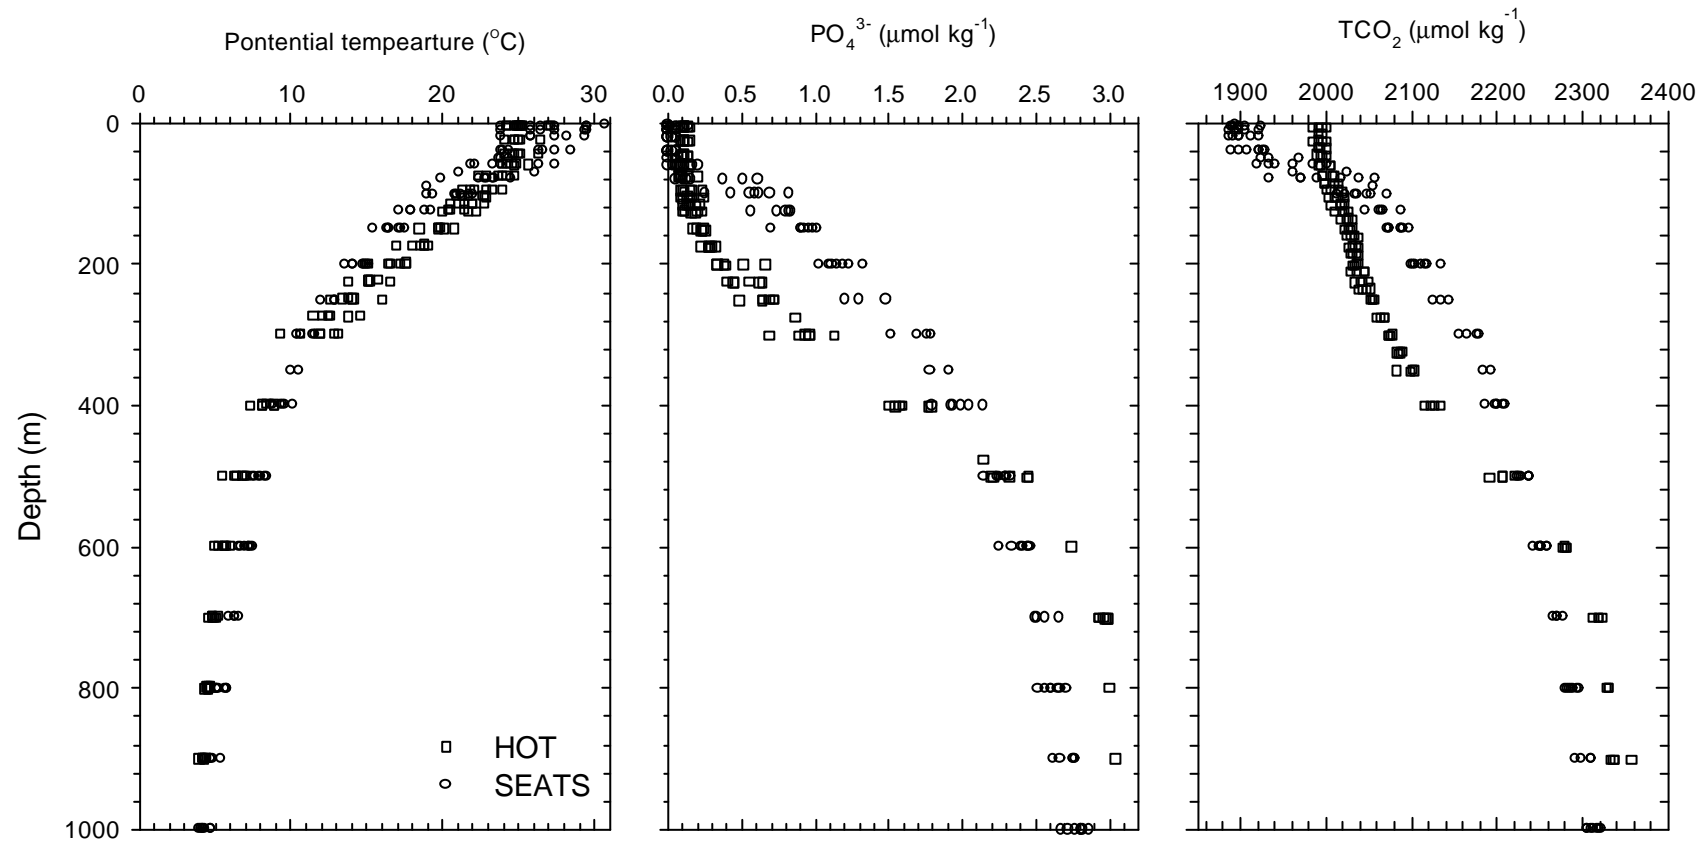 Pontential tempearture (°C)
PO₄³⁻ (μmol kg⁻¹)
TCO₂ (μmol kg⁻¹)
0 10 20 30
0.0 0.5 1.0 1.5 2.0 2.5 3.0
1900 2000 2100 2200 2300 2400
0
200
400
600
800
1000
Depth (m)
HOT
SEATS